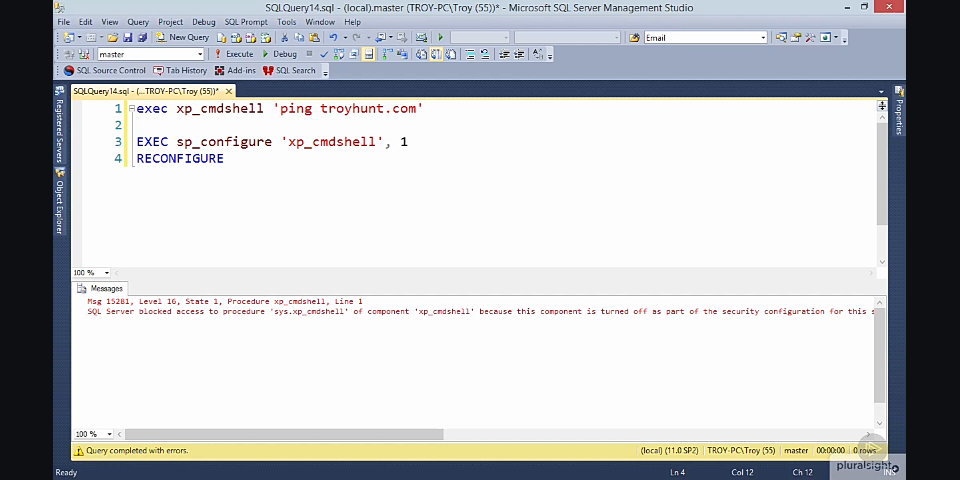 SQLQuery14.sql - (local).master (TROY-PC\Troy (55))* - Microsoft SQL Server Management Studio
File Edit View Query Project Debug SQL Prompt Tools Window Help
New Query Email
master Execute Debug
SQL Source Control Tab History Add-ins SQL Search
SQLQuery14.sql - (...TROY-PC\Troy (55))*
Registered Servers
Object Explorer
Properties
1 exec xp_cmdshell 'ping troyhunt.com'
2
3 EXEC sp_configure 'xp_cmdshell', 1
4 RECONFIGURE
100 %
Messages
Msg 15281, Level 16, State 1, Procedure xp_cmdshell, Line 1
SQL Server blocked access to procedure 'sys.xp_cmdshell' of component 'xp_cmdshell' because this component is turned off as part of the security configuration for this s
100 %
Query completed with errors. (local) (11.0 SP2) TROY-PC\Troy (55) master 00:00:00 0 rows
pluralsight
Ready Ln 4 Col 12 Ch 12 INS